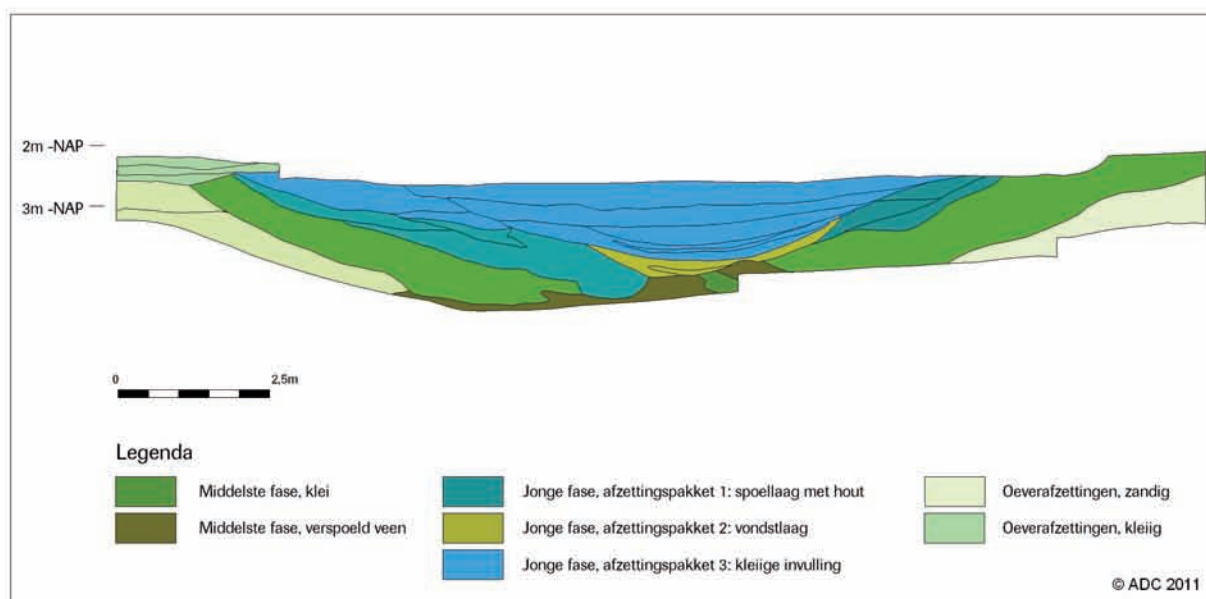 2m -NAP
3m -NAP
0 2,5m
Legenda
Middelste fase, klei
Middelste fase, verspoeld veen
Jonge fase, afzettingspakket 1: spoellaag met hout
Jonge fase, afzettingspakket 2: vondstlaag
Jonge fase, afzettingspakket 3: kleiige invulling
Oeverafzettingen, zandig
Oeverafzettingen, kleiig
© ADC 2011